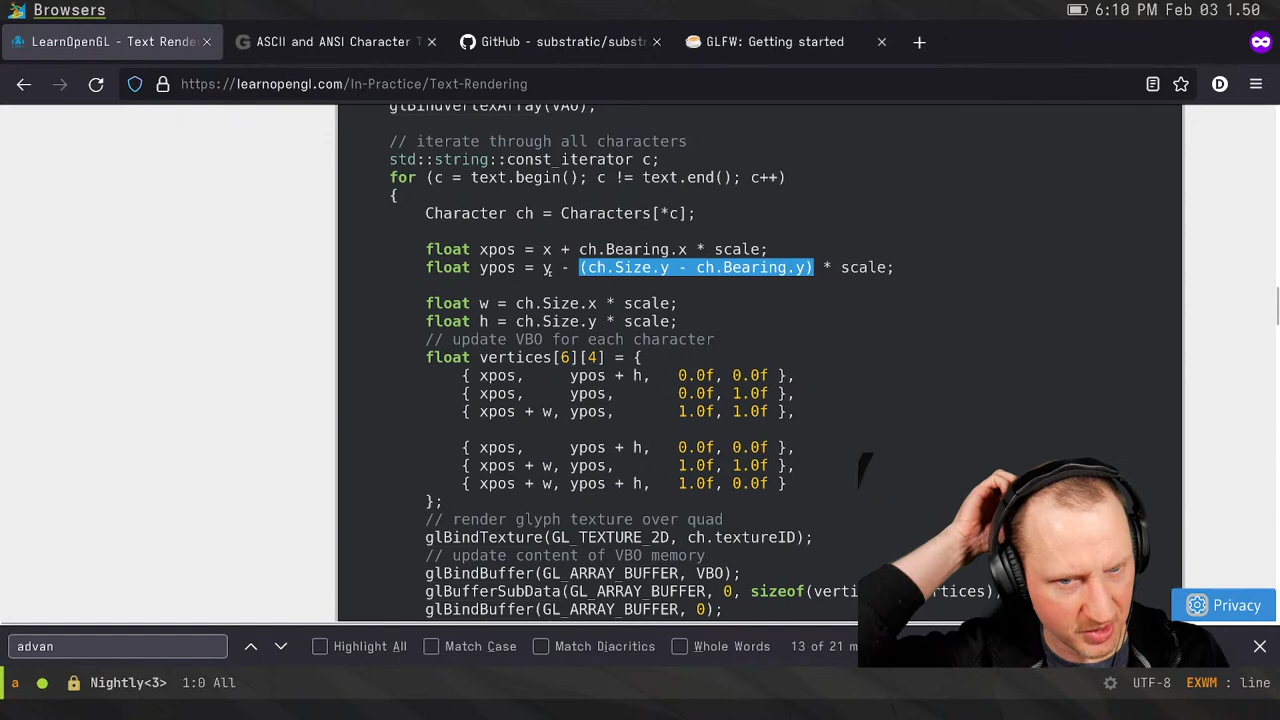 Browsers
6:10 PM Feb 03 1.50
LearnOpenGL - Text Rende
ASCII and ANSI Character T
GitHub - substratic/substr
GLFW: Getting started
https://learnopengl.com/In-Practice/Text-Rendering
glBindVertexArray(VAO);
// iterate through all characters
std::string::const_iterator c;
for (c = text.begin(); c != text.end(); c++)
{
Character ch = Characters[*c];
float xpos = x + ch.Bearing.x * scale;
float ypos = y - (ch.Size.y - ch.Bearing.y) * scale;
float w = ch.Size.x * scale;
float h = ch.Size.y * scale;
// update VBO for each character
float vertices[6][4] = {
{ xpos, ypos + h, 0.0f, 0.0f },
{ xpos, ypos, 0.0f, 1.0f },
{ xpos + w, ypos, 1.0f, 1.0f },
{ xpos, ypos + h, 0.0f, 0.0f },
{ xpos + w, ypos, 1.0f, 1.0f },
{ xpos + w, ypos + h, 1.0f, 0.0f }
};
// render glyph texture over quad
glBindTexture(GL_TEXTURE_2D, ch.textureID);
// update content of VBO memory
glBindBuffer(GL_ARRAY_BUFFER, VBO);
glBufferSubData(GL_ARRAY_BUFFER, 0, sizeof(verti ertices),
glBindBuffer(GL_ARRAY_BUFFER, 0);
Privacy
advan
Highlight All
Match Case
Match Diacritics
Whole Words
13 of 21 m
a
Nightly<3> 1:0 All
UTF-8 EXWM : line